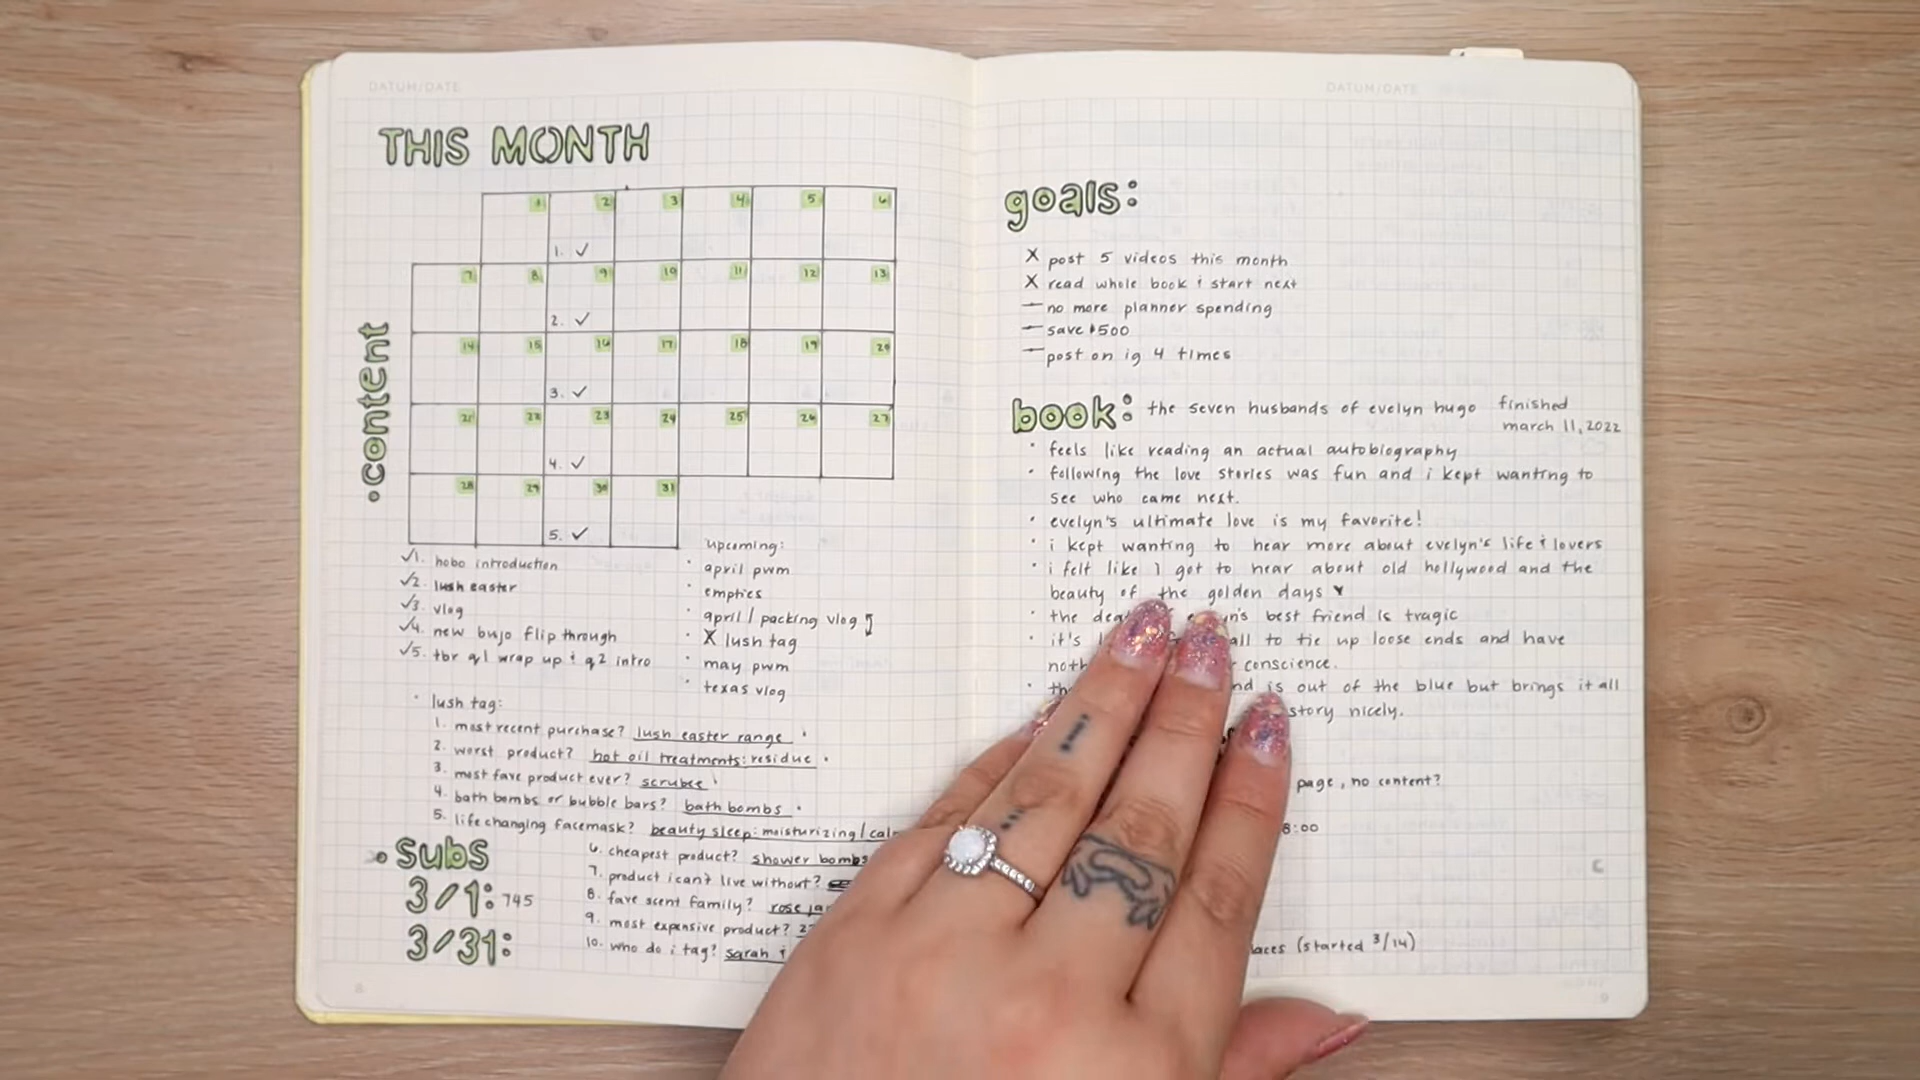 DATUM/DATE
THIS MONTH
1 2 3 4 5 6
1. ✓
7 8 9 10 11 12 13
2. ✓
14 15 16 17 18 19 20
3. ✓
21 22 23 24 25 26 27
4. ✓
28 29 30 31
5. ✓
• content
✓1. hobo introduction
✓2. lush easter
✓3. vlog
✓4. new bujo flip through
✓5. tbr q1 wrap up + q2 intro
upcoming:
• april pwm
• empties
• april / packing vlog
• X lush tag
• may pwm
• texas vlog
• lush tag:
1. most recent purchase? lush easter range
2. worst product? hot oil treatments: residue
3. most fave product ever? scrubee
4. bath bombs or bubble bars? bath bombs
5. life changing facemask? beauty sleep: moisturizing /
6. cheapest product? shower bombs
7. product i can't live without?
8. fave scent family? rose
9. most expensive product?
10. who do i tag? sarah +
• subs
3/1: 745
3/31:
8
DATUM/DATE
goals:
X post 5 videos this month
X read whole book i start next
— no more planner spending
— save $500
— post on ig 4 times
book: the seven husbands of evelyn hugo finished
march 11, 2022
• feels like reading an actual autobiography
• following the love stories was fun and i kept wanting to
see who came next.
• evelyn's ultimate love is my favorite!
• i kept wanting to hear more about evelyn's life + lovers
• i felt like i got to hear about old hollywood and the
beauty of the golden days ♥
• the best friend is tragic
• it's all to tie up loose ends and have
conscience.
• is out of the blue but brings it all
story nicely.
page, no content?
8:00
(started 3/14)
9